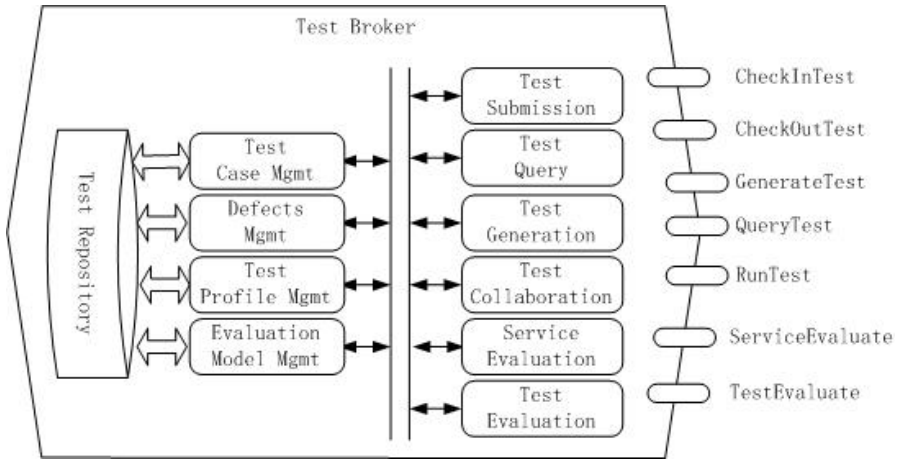 Test Broker
Test Repository
Test
Case Mgmt
Defects
Mgmt
Test
Profile Mgmt
Evaluation
Model Mgmt
Test
Submission
Test
Query
Test
Generation
Test
Collaboration
Service
Evaluation
Test
Evaluation
CheckInTest
CheckOutTest
GenerateTest
QueryTest
RunTest
ServiceEvaluate
TestEvaluate